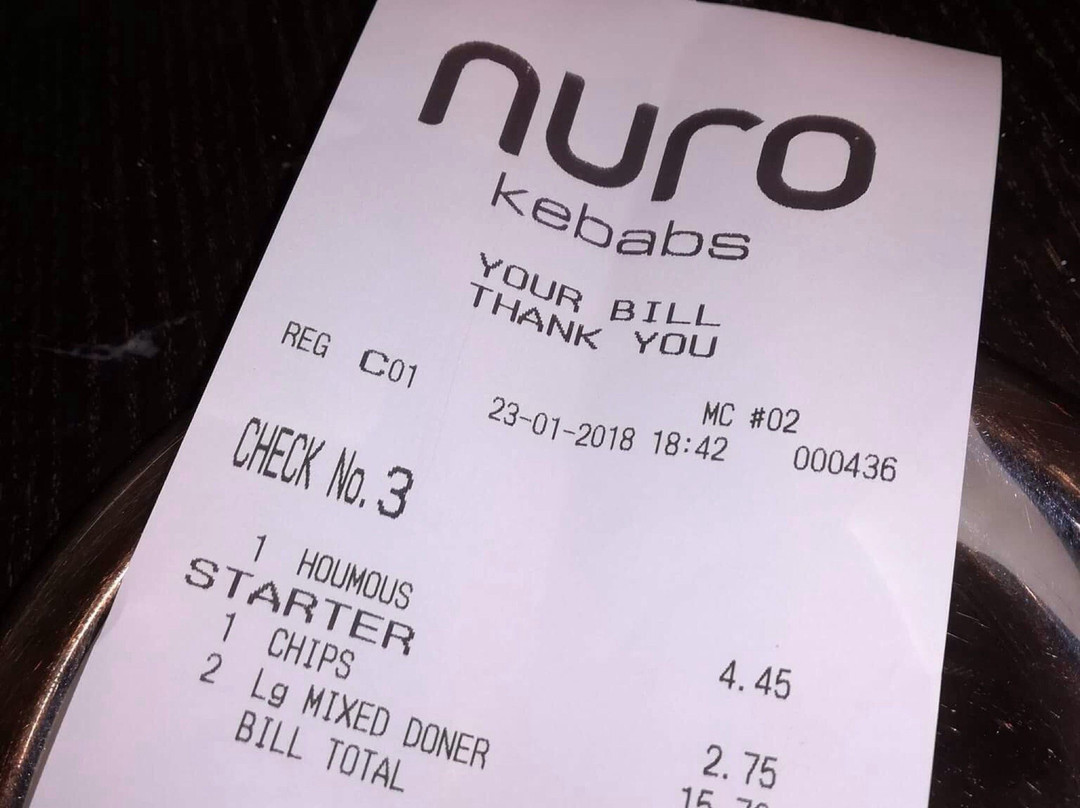 nuro
kebabs
YOUR BILL
THANK YOU
MC #02
REG C01 23-01-2018 18:42 000436
CHECK No. 3
1 HOUMOUS 4.45
STARTER
1 CHIPS 2.75
2 Lg MIXED DONER
BILL TOTAL